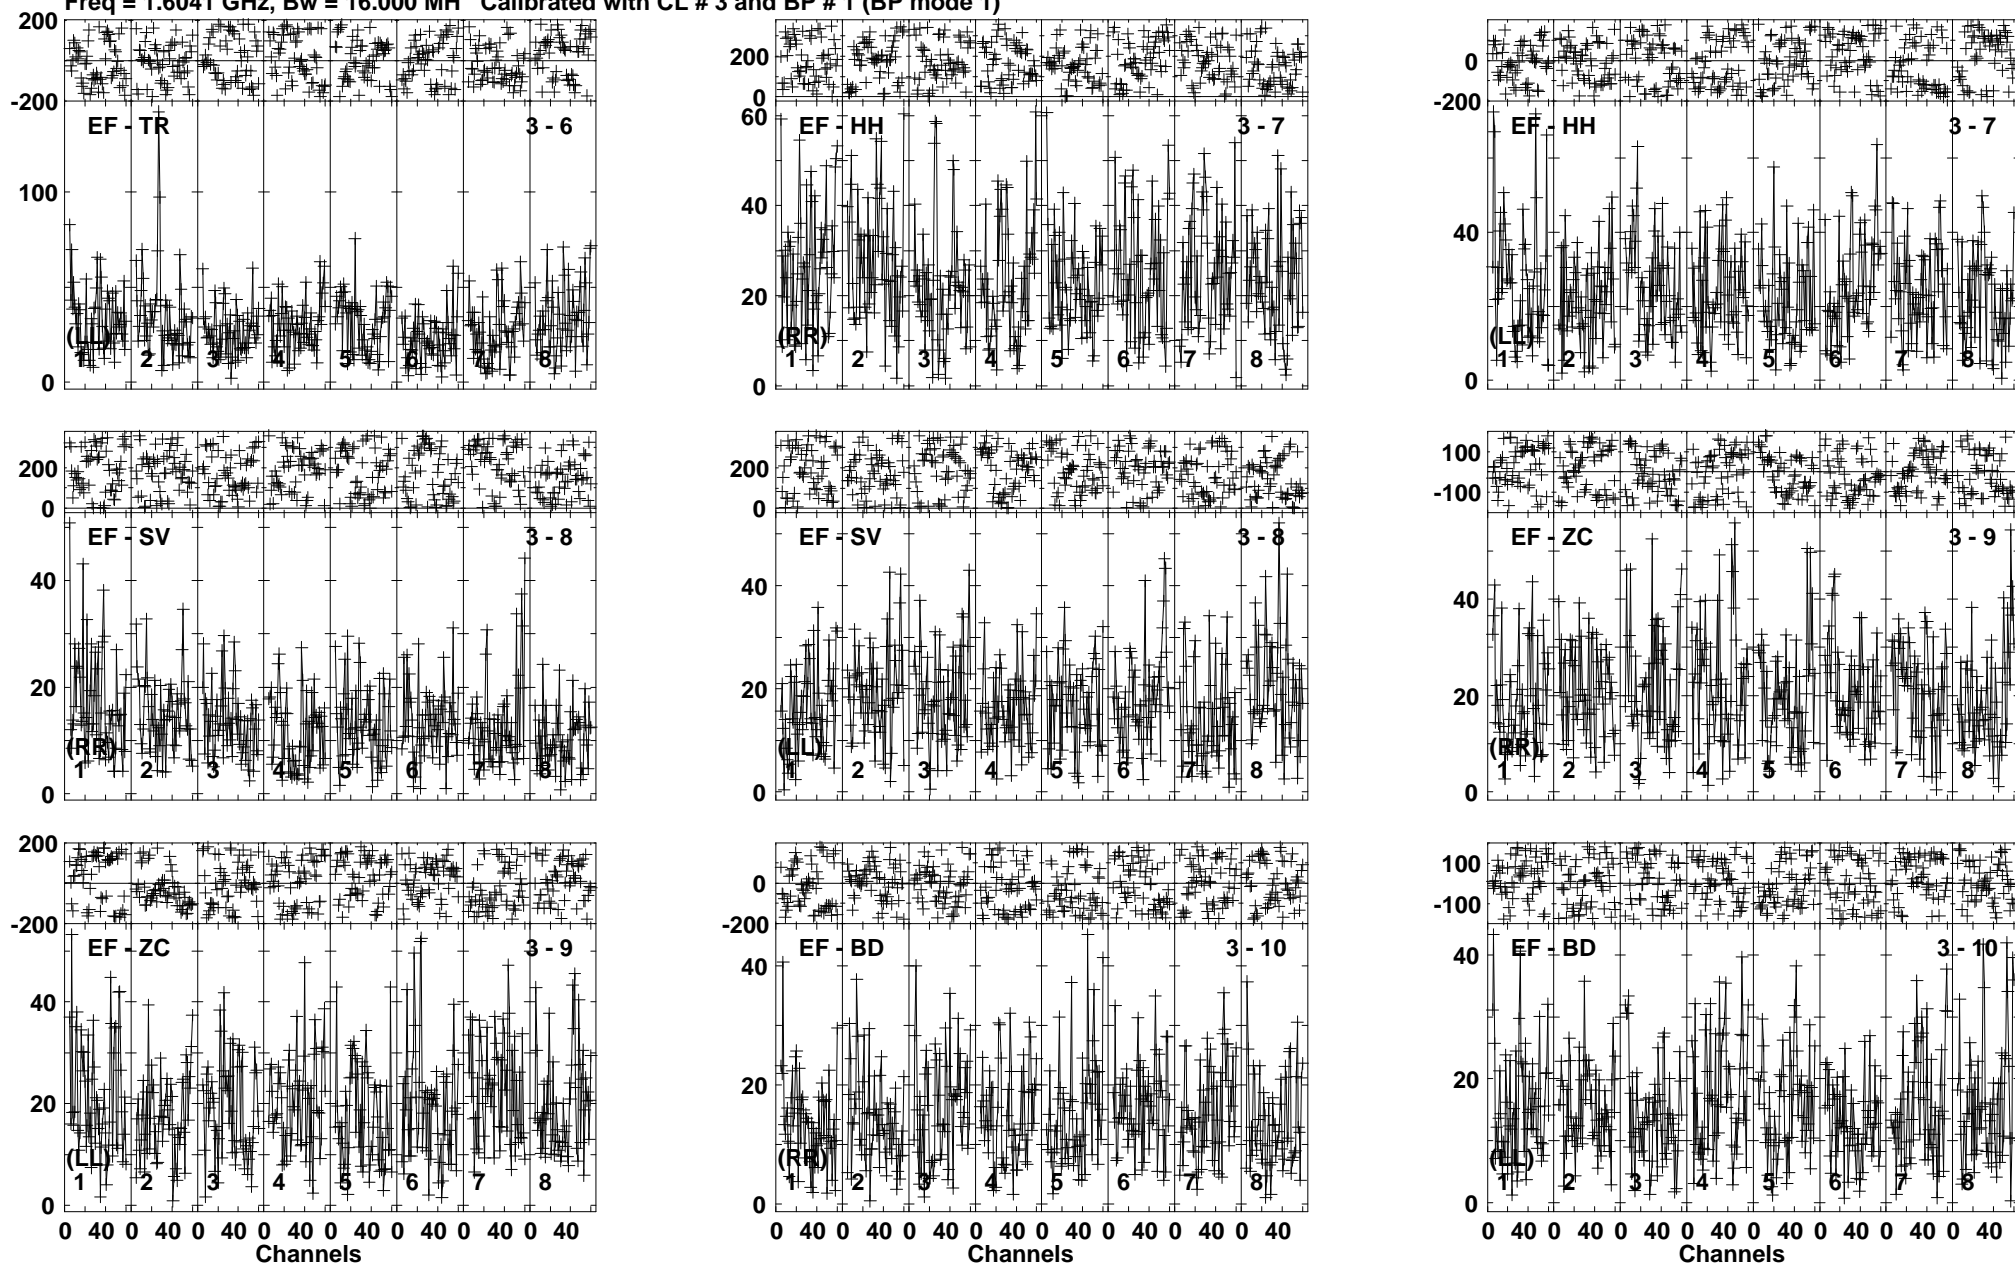 Freq = 1.6041 GHz, Bw = 16.000 MH Calibrated with CL # 3 and BP # 1 (BP mode 1)
200
-200
EF - TR 3 - 6
100
(LL)
1 2 3 4 5 6 7 8
0
200
0
60
EF - HH 3 - 7
40
20
(RR)
1 2 3 4 5 6 7 8
0
0
-200
EF - HH 3 - 7
40
(LL)
1 2 3 4 5 6 7 8
0
200
0
EF - SV 3 - 8
40
20
(RR)
1 2 3 4 5 6 7 8
0
200
0
EF - SV 3 - 8
40
20
(LL)
1 2 3 4 5 6 7 8
0
100
-100
EF - ZC 3 - 9
40
20
(RR)
1 2 3 4 5 6 7 8
0
200
-200
EF - ZC 3 - 9
40
20
(LL)
1 2 3 4 5 6 7 8
0
0 40 0 40 0 40 0 40 0 40 0 40 0 40 0 40
Channels
0
-200
EF - BD 3 - 10
40
20
(RR)
1 2 3 4 5 6 7 8
0
0 40 0 40 0 40 0 40 0 40 0 40 0 40 0 40
Channels
100
-100
EF - BD 3 - 10
40
20
(LL)
1 2 3 4 5 6 7 8
0
0 40 0 40 0 40 0 40 0 40 0 40 0 40 0 40
Channels